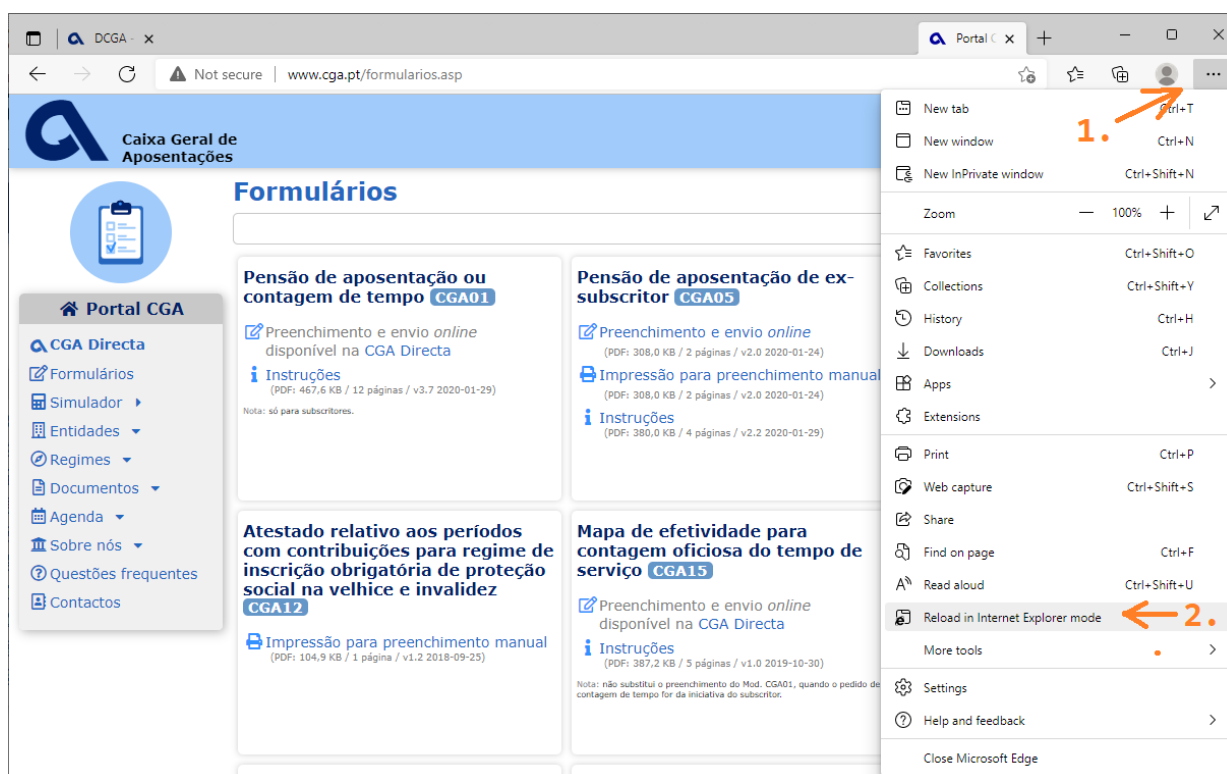 DCGA -
Portal C
Not secure
www.cga.pt/formularios.asp
Caixa Geral de
Aposentações
Portal CGA
CGA Directa
Formulários
Simulador
Entidades
Regimes
Documentos
Agenda
Sobre nós
Questões frequentes
Contactos
Formulários
Pensão de aposentação ou
contagem de tempo CGA01
Preenchimento e envio online
disponível na CGA Directa
Instruções
(PDF: 467,6 KB / 12 páginas / v3.7 2020-01-29)
Nota: só para subscritores.
Pensão de aposentação de ex-
subscritor CGA05
Preenchimento e envio online
(PDF: 308,0 KB / 2 páginas / v2.0 2020-01-24)
Impressão para preenchimento manual
(PDF: 308,0 KB / 2 páginas / v2.0 2020-01-24)
Instruções
(PDF: 380,0 KB / 4 páginas / v2.2 2020-01-29)
Atestado relativo aos períodos
com contribuições para regime de
inscrição obrigatória de proteção
social na velhice e invalidez
CGA12
Impressão para preenchimento manual
(PDF: 104,9 KB / 1 página / v1.2 2018-09-25)
Mapa de efetividade para
contagem oficiosa do tempo de
serviço CGA15
Preenchimento e envio online
disponível na CGA Directa
Instruções
(PDF: 387,2 KB / 5 páginas / v1.0 2019-10-30)
Nota: não substitui o preenchimento do Mod. CGA01, quando o pedido de
contagem de tempo for da iniciativa do subscritor.
1.
New tab Ctrl+T
New window Ctrl+N
New InPrivate window Ctrl+Shift+N
Zoom 100%
Favorites Ctrl+Shift+O
Collections Ctrl+Shift+Y
History Ctrl+H
Downloads Ctrl+J
Apps
Extensions
Print Ctrl+P
Web capture Ctrl+Shift+S
Share
Find on page Ctrl+F
Read aloud Ctrl+Shift+U
Reload in Internet Explorer mode 2.
More tools .
Settings
Help and feedback
Close Microsoft Edge